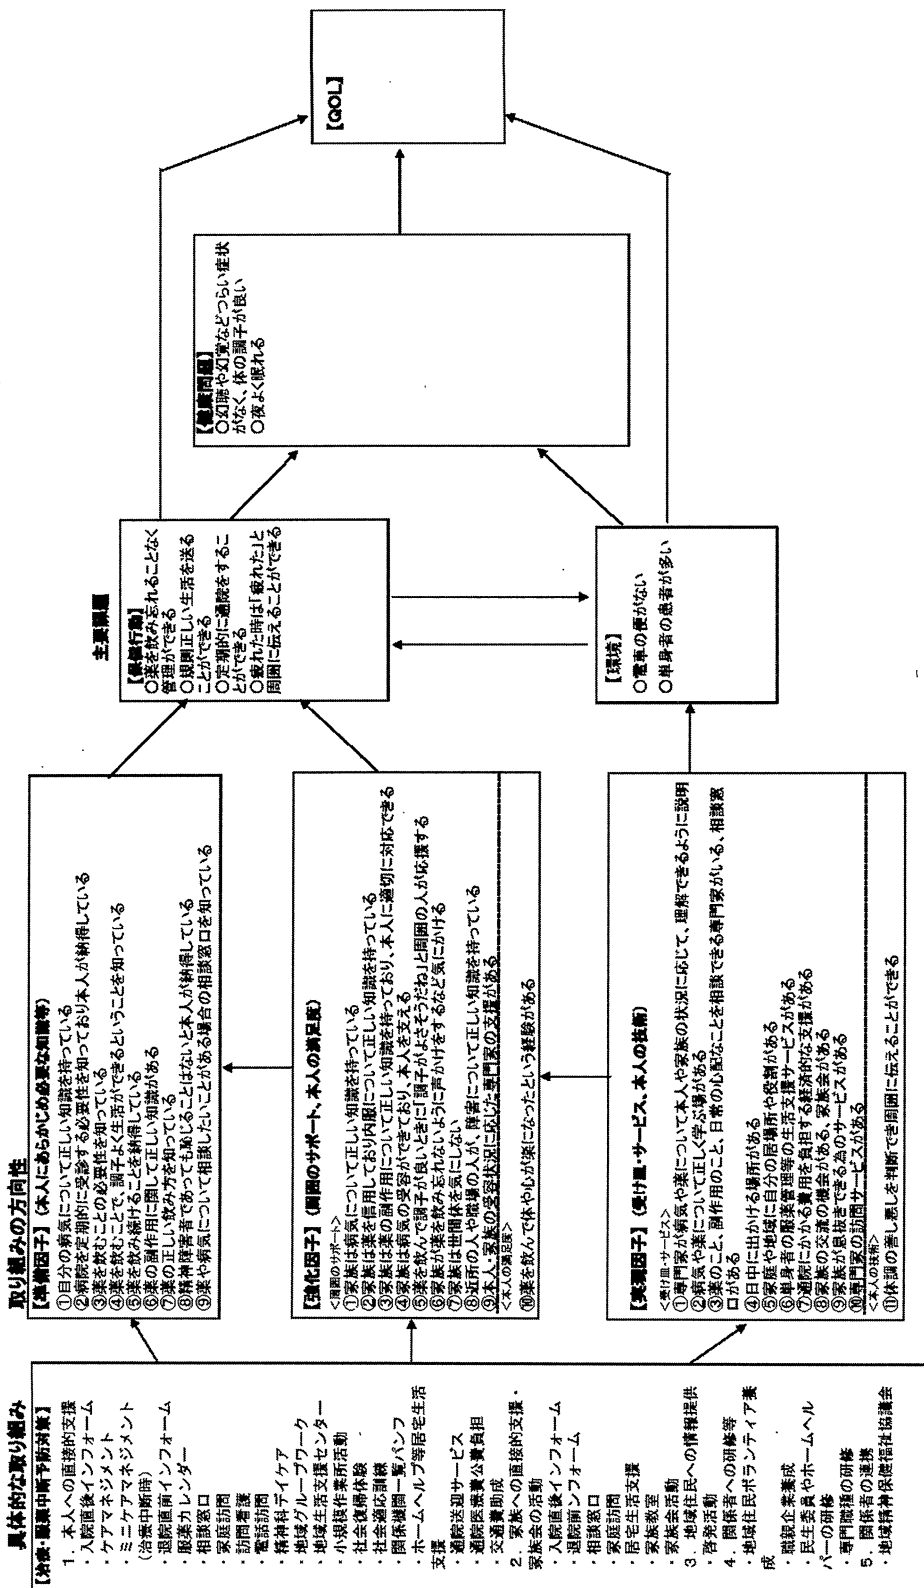 具体的な取り組み
【治療・服薬中断予防対策】
1.本人への直接的支援
・入院直後インフォーム
・ケアマネジメント
・ミニケアマネジメント
(治療中断時)
・退院直前インフォーム
・服薬カレンダー
・相談窓口
・家庭訪問
・訪問看護
・電話訪問
・精神科デイケア
・地域グループワーク
・地域生活支援センター
・小規模作業所活動
・社会復帰体験
・社会適応訓練
・関係機関一覧パンフ
・ホームヘルプ等居宅生活
支援
・通院送迎サービス
・通院医療費公費負担
・交通費助成
2.家族への直接的支援・
家族会の活動
・入院直後インフォーム
・退院前インフォーム
・相談窓口
・家庭訪問
・居宅生活支援
・家族教室
・家族会活動
3.地域住民への情報提供
・啓発活動
4.関係者への研修等
・地域住民ボランティア養
成
・職親企業養成
・民生委員やホームヘル
パーの研修
・専門職種の研修
5.関係者の連携
・地域精神保健福祉協議会
取り組みの方向性
【準備因子】(本人にあらかじめ必要な知識等)
①自分の病気について正しい知識を持っている
②病院を定期的に受診する必要性を知っており本人が納得している
③薬を飲むことの必要性を知っている
④薬を飲むことで、調子よく生活ができるということを知っている
⑤薬を飲み続けることを納得している
⑥薬の副作用に関して正しい知識がある
⑦薬の正しい飲み方を知っている
⑧精神障害者であっても恥じることはないと本人が納得している
⑨薬や病気について相談したいことがある場合の相談窓口を知っている
【強化因子】(周囲のサポート、本人の満足度)
<周囲のサポート>
①家族は病気について正しい知識を持っている
②家族は薬を信用しており内服について正しい知識を持っている
③家族は薬の副作用について正しい知識を持っており、本人に適切に対応できる
④家族は病気の受容ができており、本人を支える
⑤薬を飲んで調子が良いときに「調子がよさそうだね」と周囲の人が応援する
⑥家族が薬を飲み忘れないように声かけをするなど気にかける
⑦家族は世間体を気にしない
⑧近所の人や職場の人が、障害について正しい知識を持っている
⑨本人・家族の受容状況に応じた専門家の支援がある
<本人の満足度>
⑩薬を飲んで体や心が楽になったという経験がある
【実現因子】(受け皿・サービス、本人の技術)
<受け皿・サービス>
①専門家が病気や薬について本人や家族の状況に応じて、理解できるように説明
②病気や薬について正しく学ぶ場がある
③薬のこと、副作用のこと、日常の心配なことを相談できる専門家がいる、相談窓
口がある
④日中に出かける場所がある
⑤家庭や地域に自分の居場所や役割がある
⑥単身者の服薬管理等の生活支援サービスがある
⑦通院にかかる費用を負担する経済的な支援がある
⑧家族の交流の機会がある、家族会がある
⑨家族が息抜きできる為のサービスがある
⑩専門家の訪問サービスがある
<本人の技術>
⑪体調の善し悪しを判断でき周囲に伝えることができる
主要課題
【保健行動】
○薬を飲み忘れることなく
管理ができる
○規則正しい生活を送る
ことができる
○定期的に通院をするこ
とができる
○疲れた時は「疲れた」と
周囲に伝えることができる
【環境】
○電車の便がない
○単身者の患者が多い
【健康問題】
○幻聴や幻覚などつらい症状
がなく、体の調子が良い
○夜よく眠れる
【QOL】